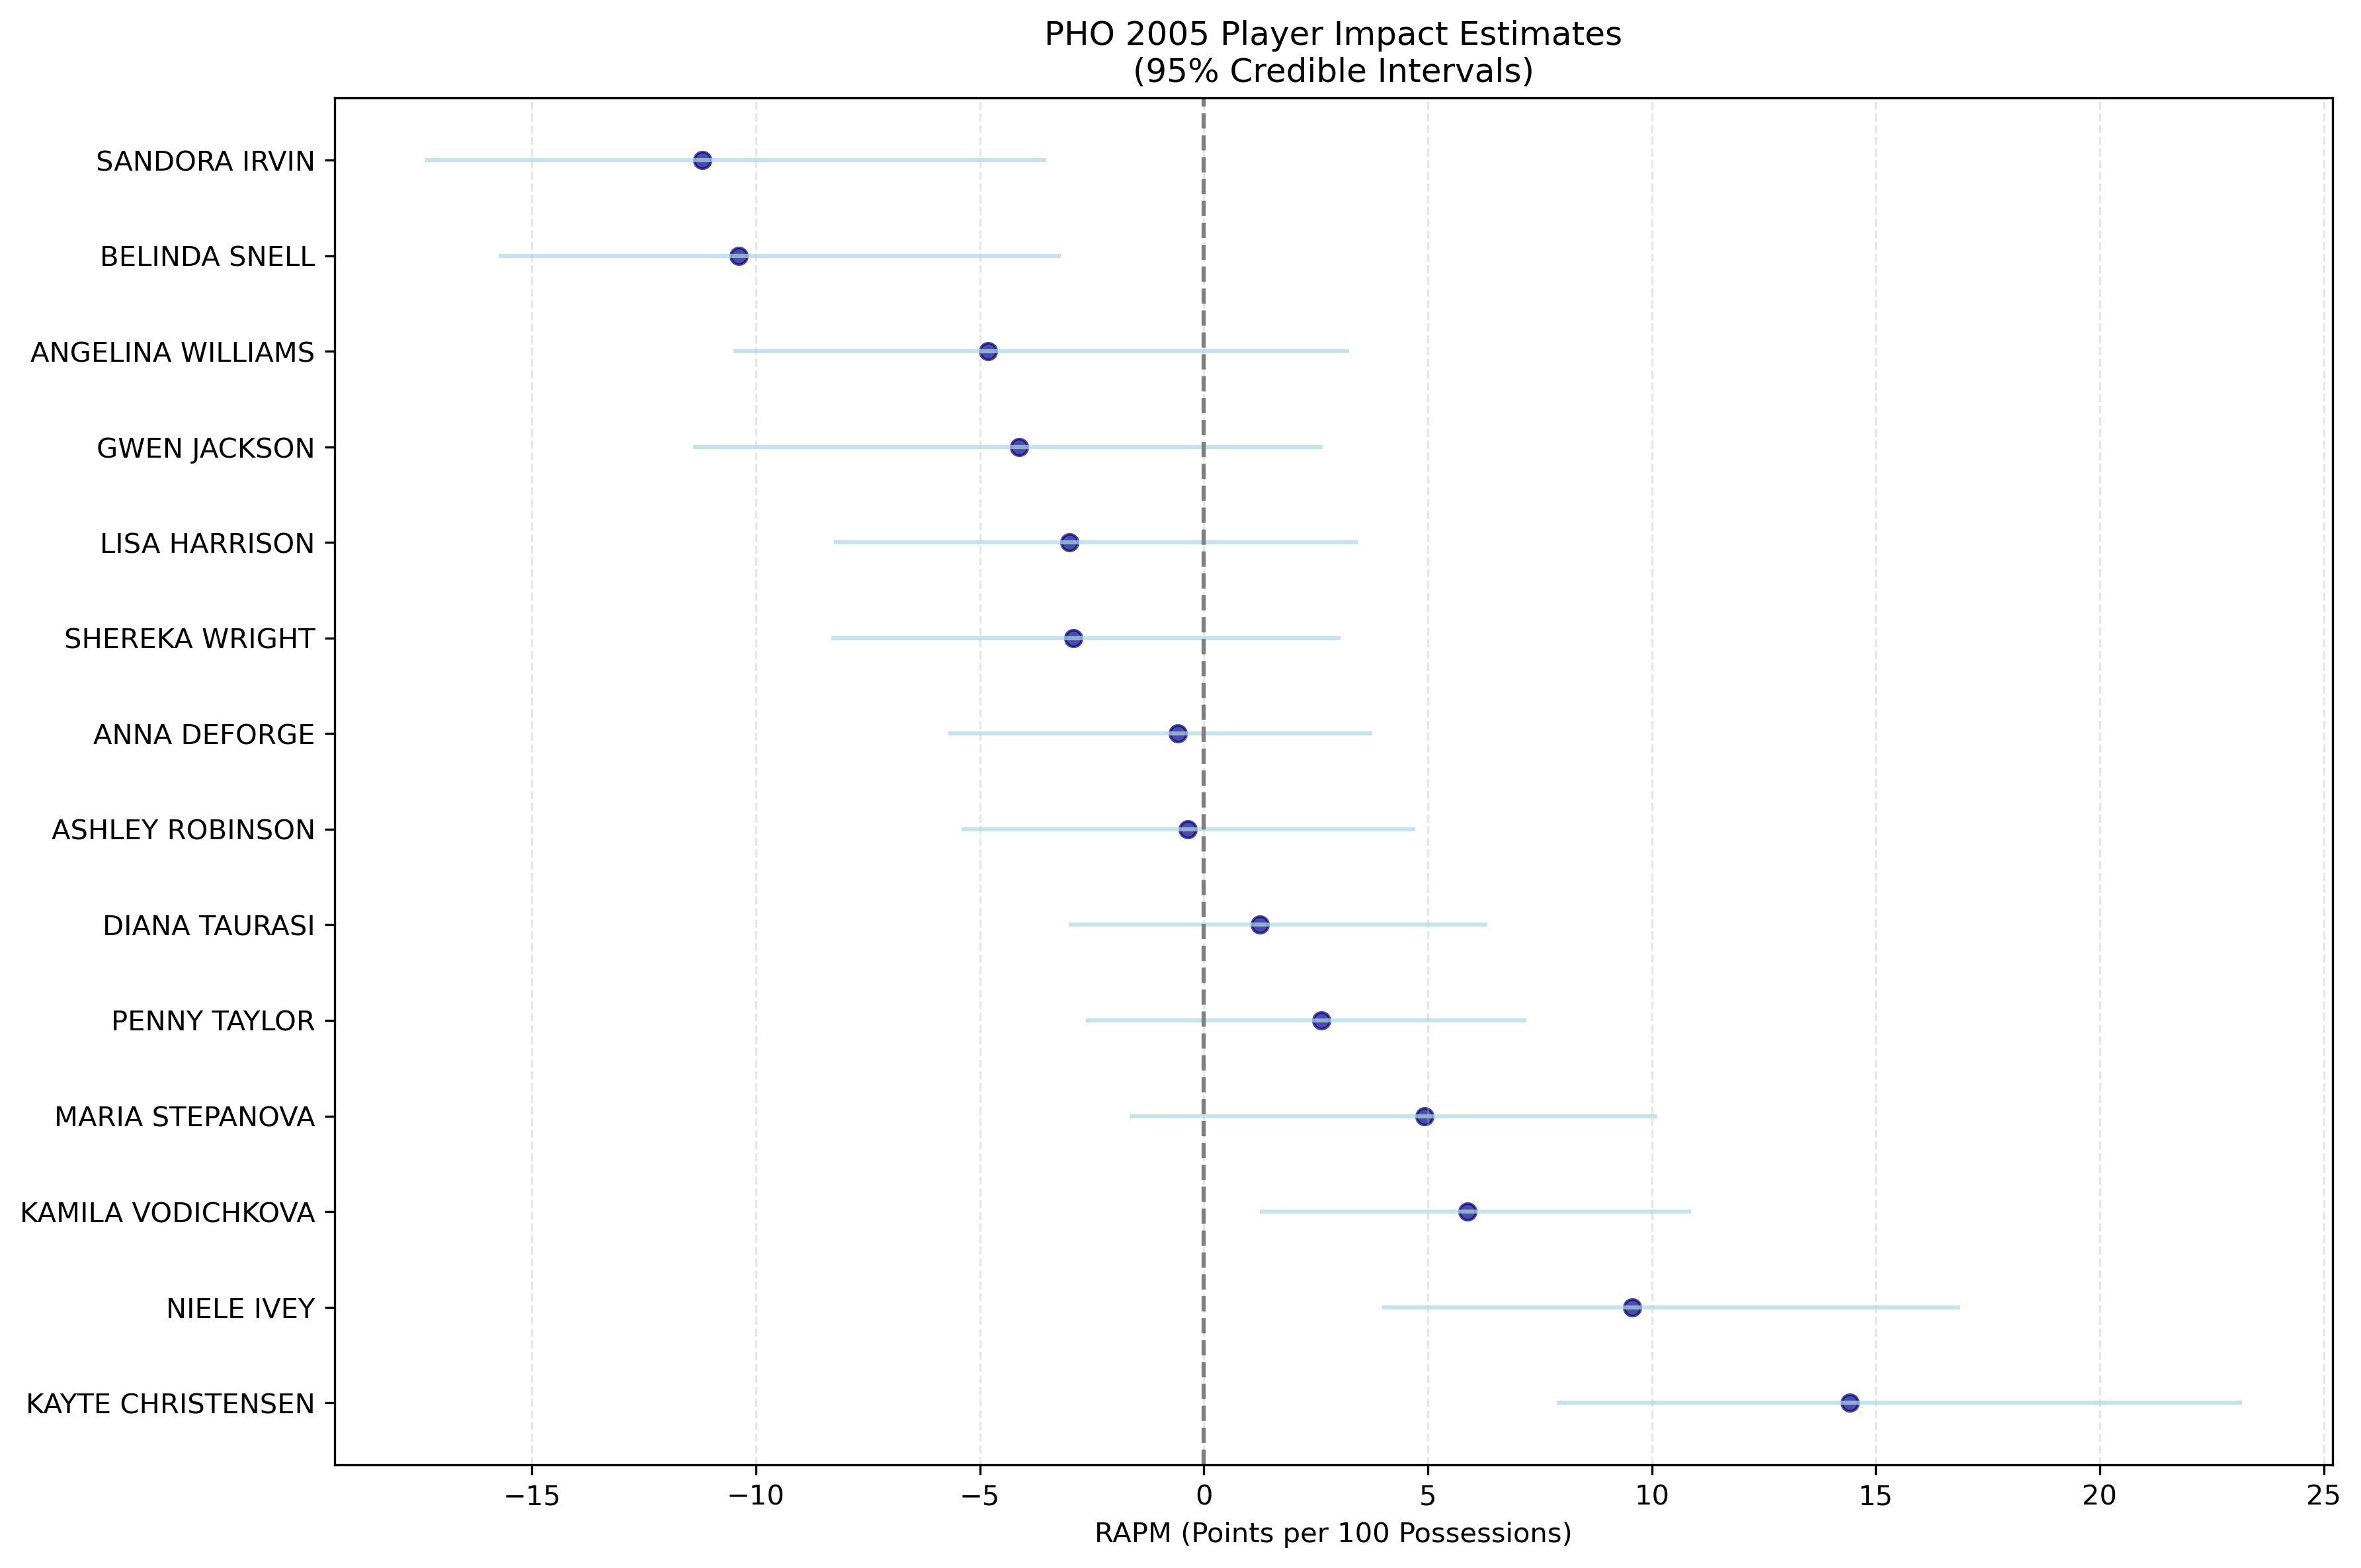 PHO 2005 Player Impact Estimates
(95% Credible Intervals)
SANDORA IRVIN
BELINDA SNELL
ANGELINA WILLIAMS
GWEN JACKSON
LISA HARRISON
SHEREKA WRIGHT
ANNA DEFORGE
ASHLEY ROBINSON
DIANA TAURASI
PENNY TAYLOR
MARIA STEPANOVA
KAMILA VODICHKOVA
NIELE IVEY
KAYTE CHRISTENSEN
−15 −10 −5 0 5 10 15 20 25
RAPM (Points per 100 Possessions)